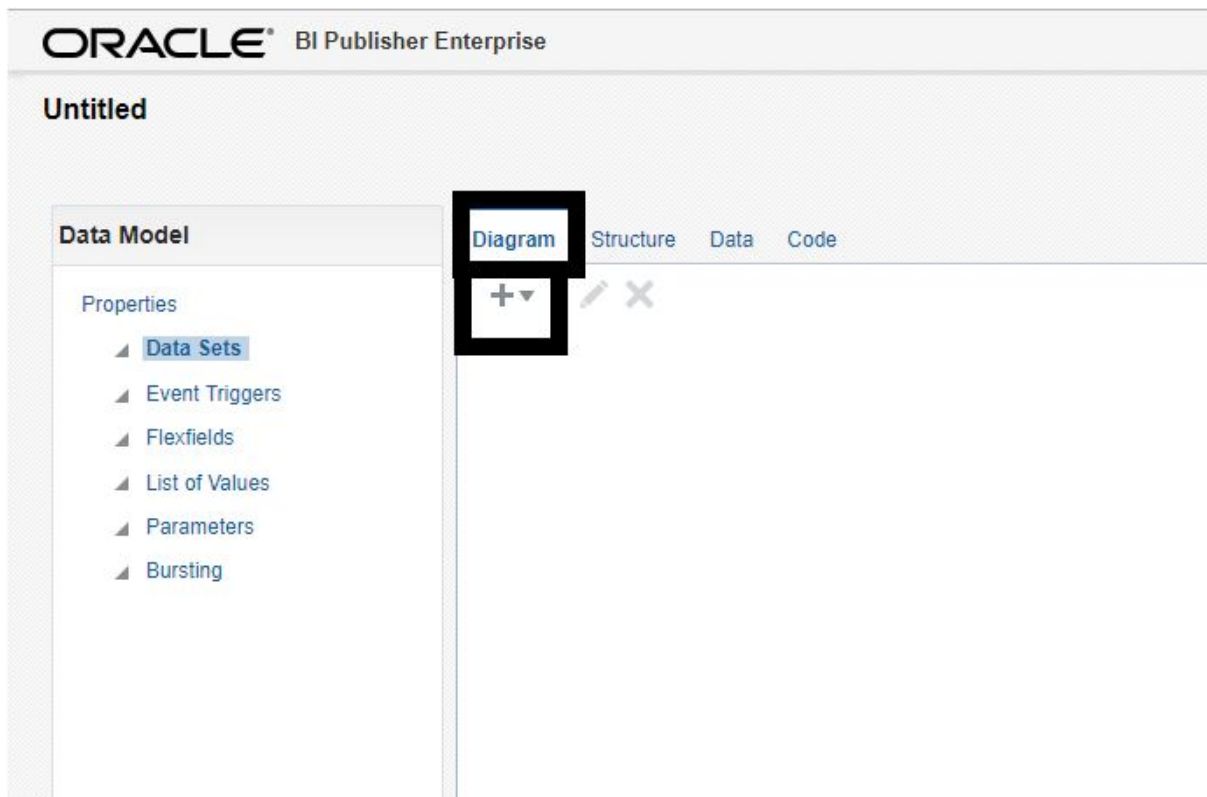 ORACLE® BI Publisher Enterprise
Untitled
Data Model
Properties
Data Sets
Event Triggers
Flexfields
List of Values
Parameters
Bursting
Diagram Structure Data Code